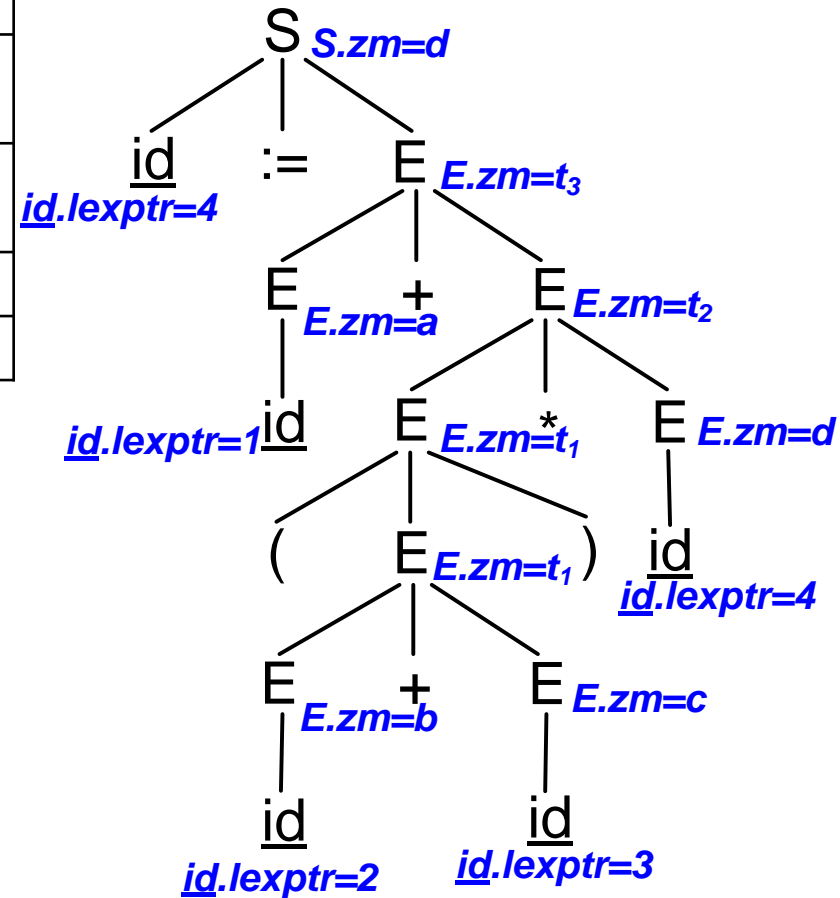 S S.zm=d
id := E E.zm=t3
id.lexptr=4
E + E E.zm=t2
E.zm=a
id.lexptr=1 id E * E E.zm=d
E.zm=t1
( E ) id
E.zm=t1
id.lexptr=4
E + E E.zm=c
E.zm=b
id id
id.lexptr=2 id.lexptr=3